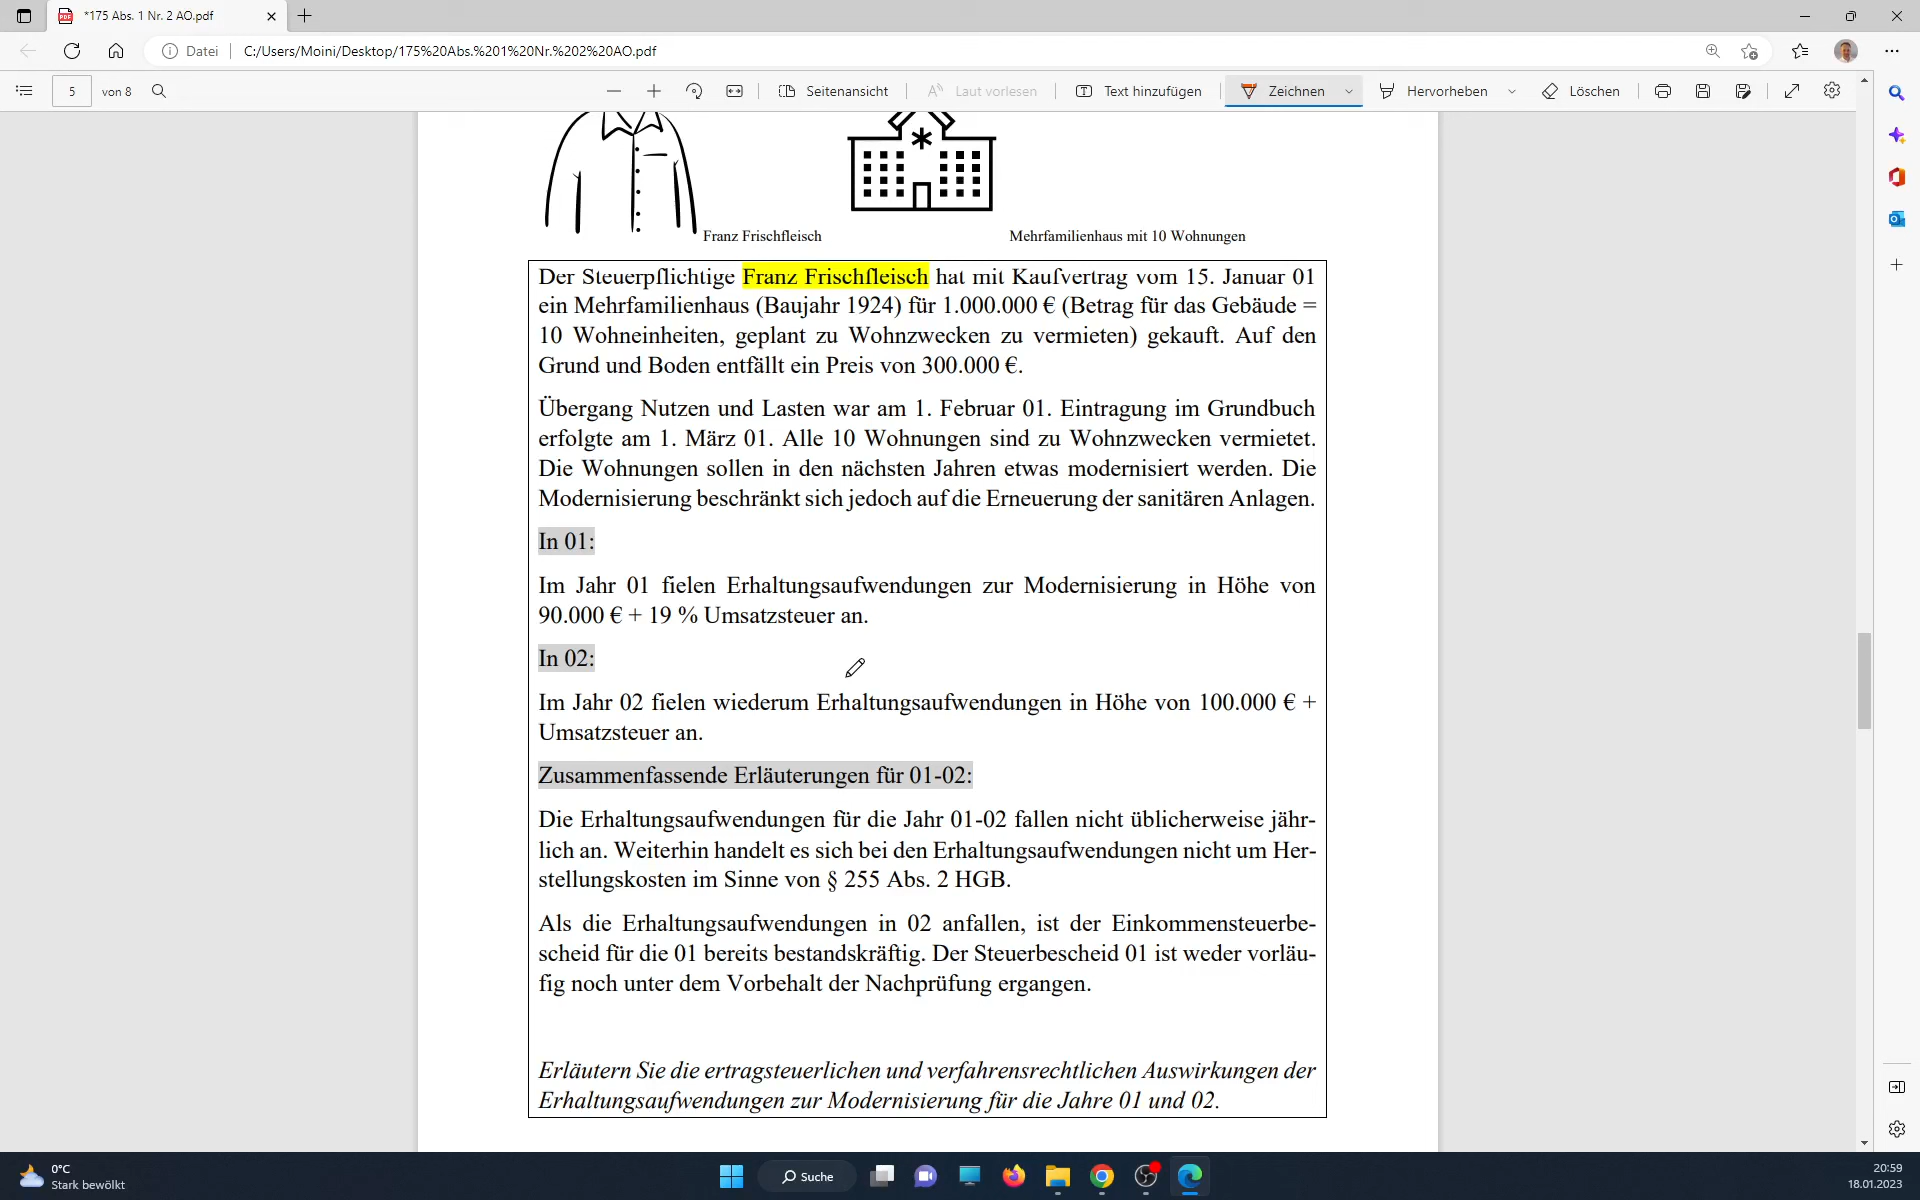 *175 Abs. 1 Nr. 2 AO.pdf
Datei
C:/Users/Moini/Desktop/175%20Abs.%201%20Nr.%202%20AO.pdf
5 von 8
Seitenansicht
Laut vorlesen
Text hinzufügen
Zeichnen
Hervorheben
Löschen
Franz Frischfleisch
Mehrfamilienhaus mit 10 Wohnungen
Der Steuerpflichtige Franz Frischfleisch hat mit Kaufvertrag vom 15. Januar 01
ein Mehrfamilienhaus (Baujahr 1924) für 1.000.000 € (Betrag für das Gebäude =
10 Wohneinheiten, geplant zu Wohnzwecken zu vermieten) gekauft. Auf den
Grund und Boden entfällt ein Preis von 300.000 €.
Übergang Nutzen und Lasten war am 1. Februar 01. Eintragung im Grundbuch
erfolgte am 1. März 01. Alle 10 Wohnungen sind zu Wohnzwecken vermietet.
Die Wohnungen sollen in den nächsten Jahren etwas modernisiert werden. Die
Modernisierung beschränkt sich jedoch auf die Erneuerung der sanitären Anlagen.
In 01:
Im Jahr 01 fielen Erhaltungsaufwendungen zur Modernisierung in Höhe von
90.000 € + 19 % Umsatzsteuer an.
In 02:
Im Jahr 02 fielen wiederum Erhaltungsaufwendungen in Höhe von 100.000 € +
Umsatzsteuer an.
Zusammenfassende Erläuterungen für 01-02:
Die Erhaltungsaufwendungen für die Jahr 01-02 fallen nicht üblicherweise jähr-
lich an. Weiterhin handelt es sich bei den Erhaltungsaufwendungen nicht um Her-
stellungskosten im Sinne von § 255 Abs. 2 HGB.
Als die Erhaltungsaufwendungen in 02 anfallen, ist der Einkommensteuerbe-
scheid für die 01 bereits bestandskräftig. Der Steuerbescheid 01 ist weder vorläu-
fig noch unter dem Vorbehalt der Nachprüfung ergangen.
Erläutern Sie die ertragsteuerlichen und verfahrensrechtlichen Auswirkungen der
Erhaltungsaufwendungen zur Modernisierung für die Jahre 01 und 02.
0°C
Stark bewölkt
Suche
20:59
18.01.2023